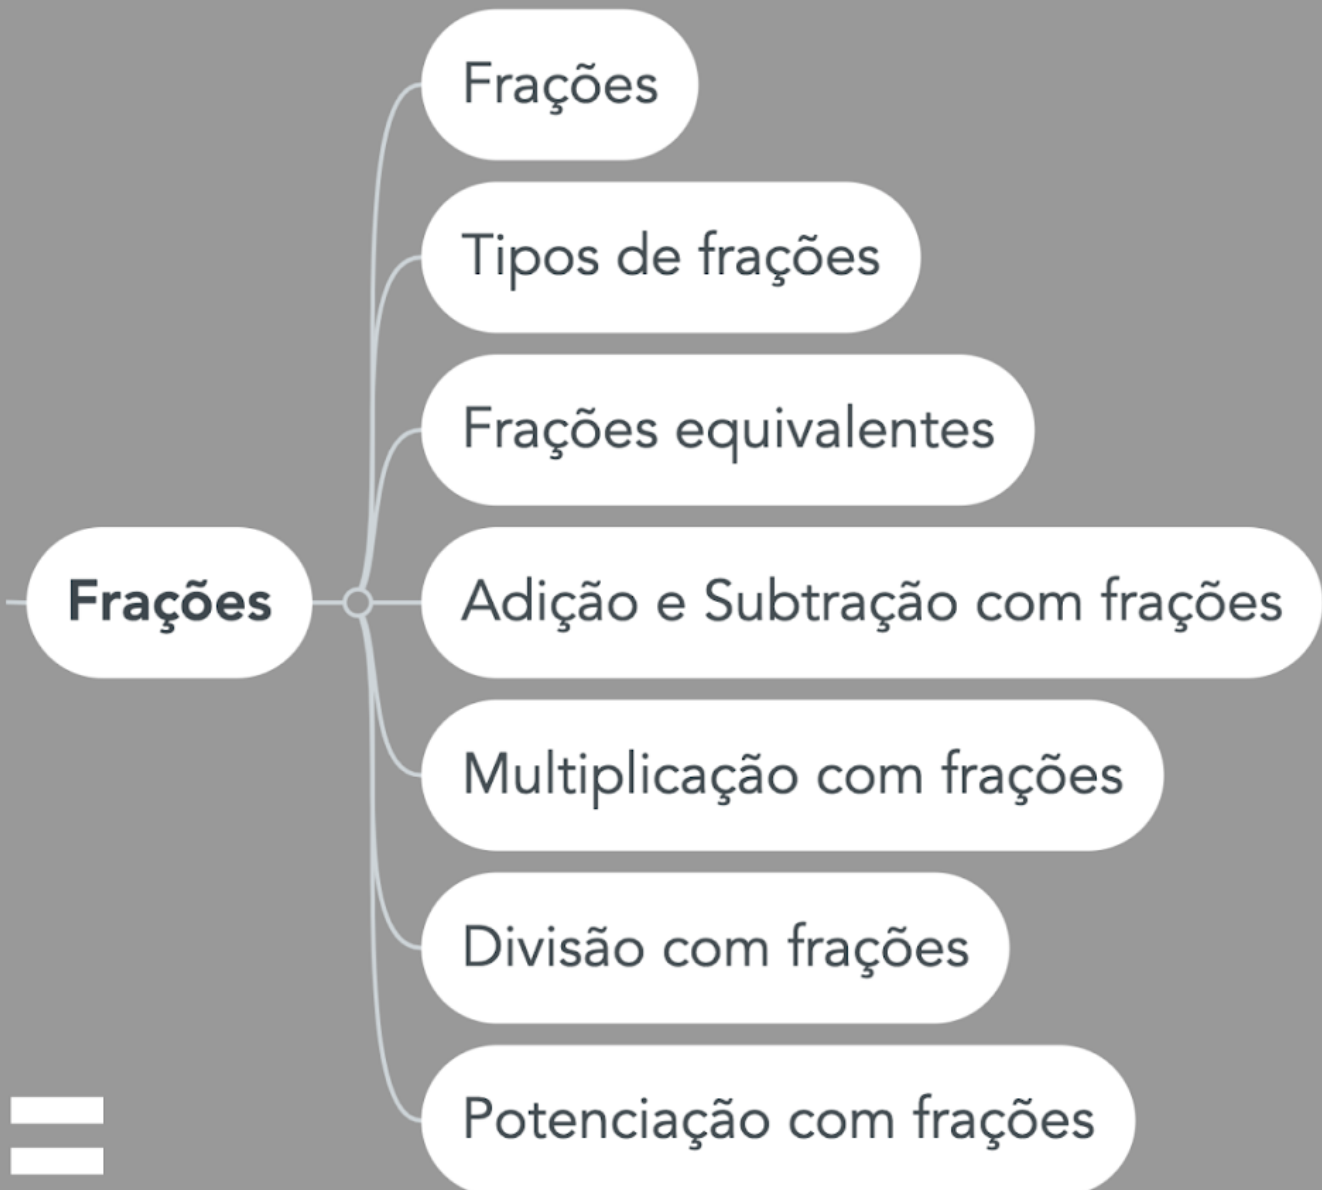 Frações
Tipos de frações
Frações equivalentes
Frações
Adição e Subtração com frações
Multiplicação com frações
Divisão com frações
Potenciação com frações